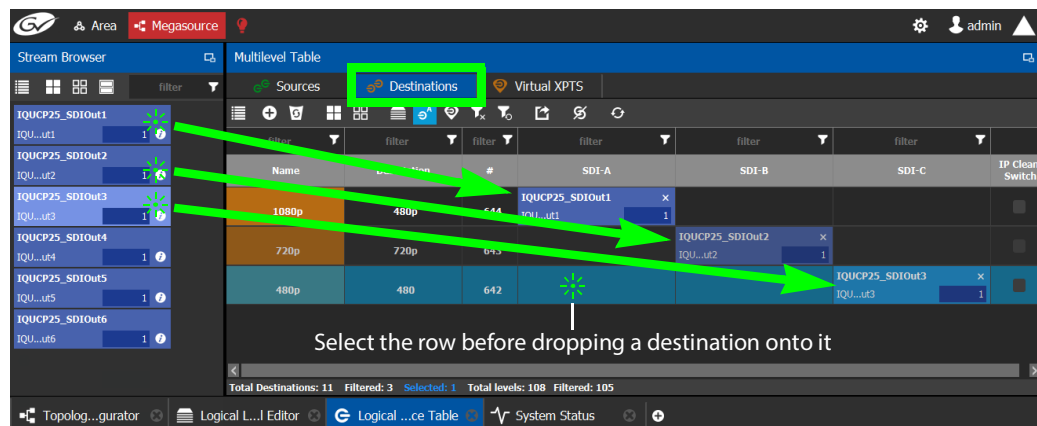 GV Area Megasource admin
Stream Browser
Multilevel Table
Sources Destinations Virtual XPTS
filter
filter filter filter filter filter filter
Name # SDI-A SDI-B SDI-C IP Clean
Switch
IQUCP25_SDIOut1
IQU...ut1 1
IQUCP25_SDIOut2
IQU...ut2 1
IQUCP25_SDIOut3
IQU...ut3 1
IQUCP25_SDIOut4
IQU...ut4 1
IQUCP25_SDIOut5
IQU...ut5 1
IQUCP25_SDIOut6
IQU...ut6 1
1080p 480p 644 IQUCP25_SDIOut1 ×
IQU...ut1 1
720p 720p 643 IQUCP25_SDIOut2 ×
IQU...ut2 1
480p 480 642 IQUCP25_SDIOut3 ×
IQU...ut3 1
Select the row before dropping a destination onto it
Total Destinations: 11 Filtered: 3 Selected: 1 Total levels: 108 Filtered: 105
Topolog...gurator Logical L...l Editor Logical ...ce Table System Status